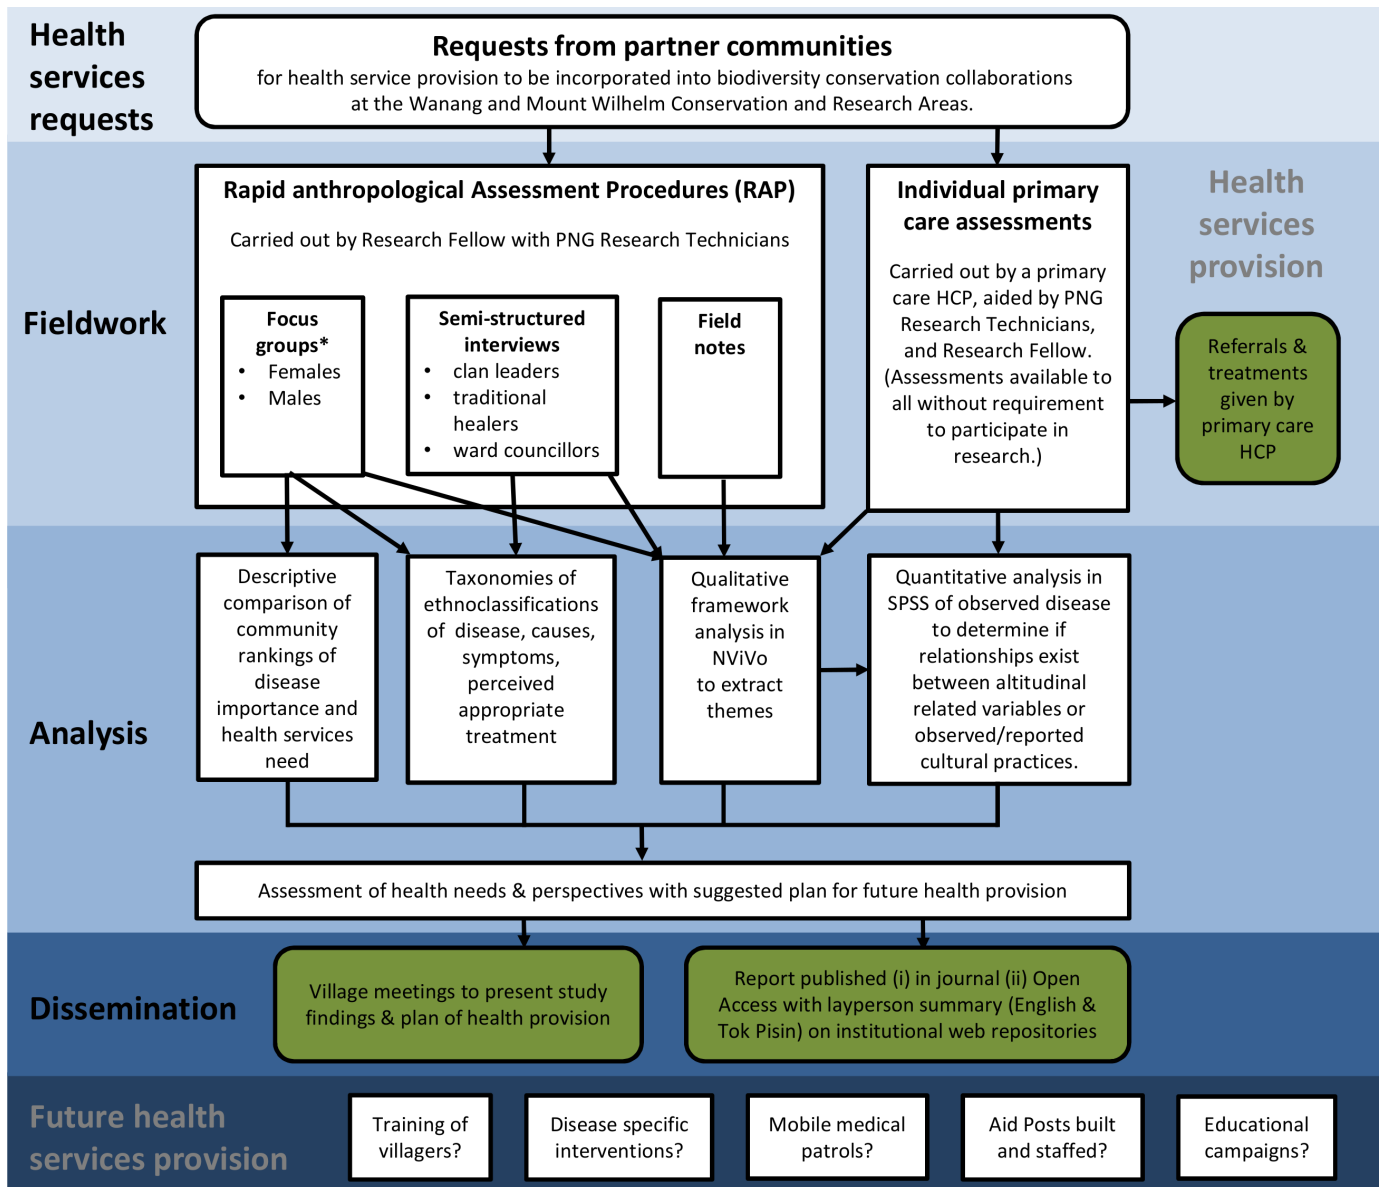 Health
services
requests
Requests from partner communities
for health service provision to be incorporated into biodiversity conservation collaborations
at the Wanang and Mount Wilhelm Conservation and Research Areas.
Fieldwork
Rapid anthropological Assessment Procedures (RAP)
Carried out by Research Fellow with PNG Research Technicians
Focus
groups*
• Females
• Males
Semi-structured
interviews
• clan leaders
• traditional
healers
• ward councillors
Field
notes
Individual primary
care assessments
Carried out by a primary
care HCP, aided by PNG
Research Technicians,
and Research Fellow.
(Assessments available to
all without requirement
to participate in
research.)
Health
services
provision
Referrals &
treatments
given by
primary care
HCP
Analysis
Descriptive
comparison of
community
rankings of
disease
importance and
health services
need
Taxonomies of
ethnoclassifications
of disease, causes,
symptoms,
perceived
appropriate
treatment
Qualitative
framework
analysis in
NViVo
to extract
themes
Quantitative analysis in
SPSS of observed disease
to determine if
relationships exist
between altitudinal
related variables or
observed/reported
cultural practices.
Assessment of health needs & perspectives with suggested plan for future health provision
Dissemination
Village meetings to present study
findings & plan of health provision
Report published (i) in journal (ii) Open
Access with layperson summary (English &
Tok Pisin) on institutional web repositories
Future health
services provision
Training of
villagers?
Disease specific
interventions?
Mobile medical
patrols?
Aid Posts built
and staffed?
Educational
campaigns?